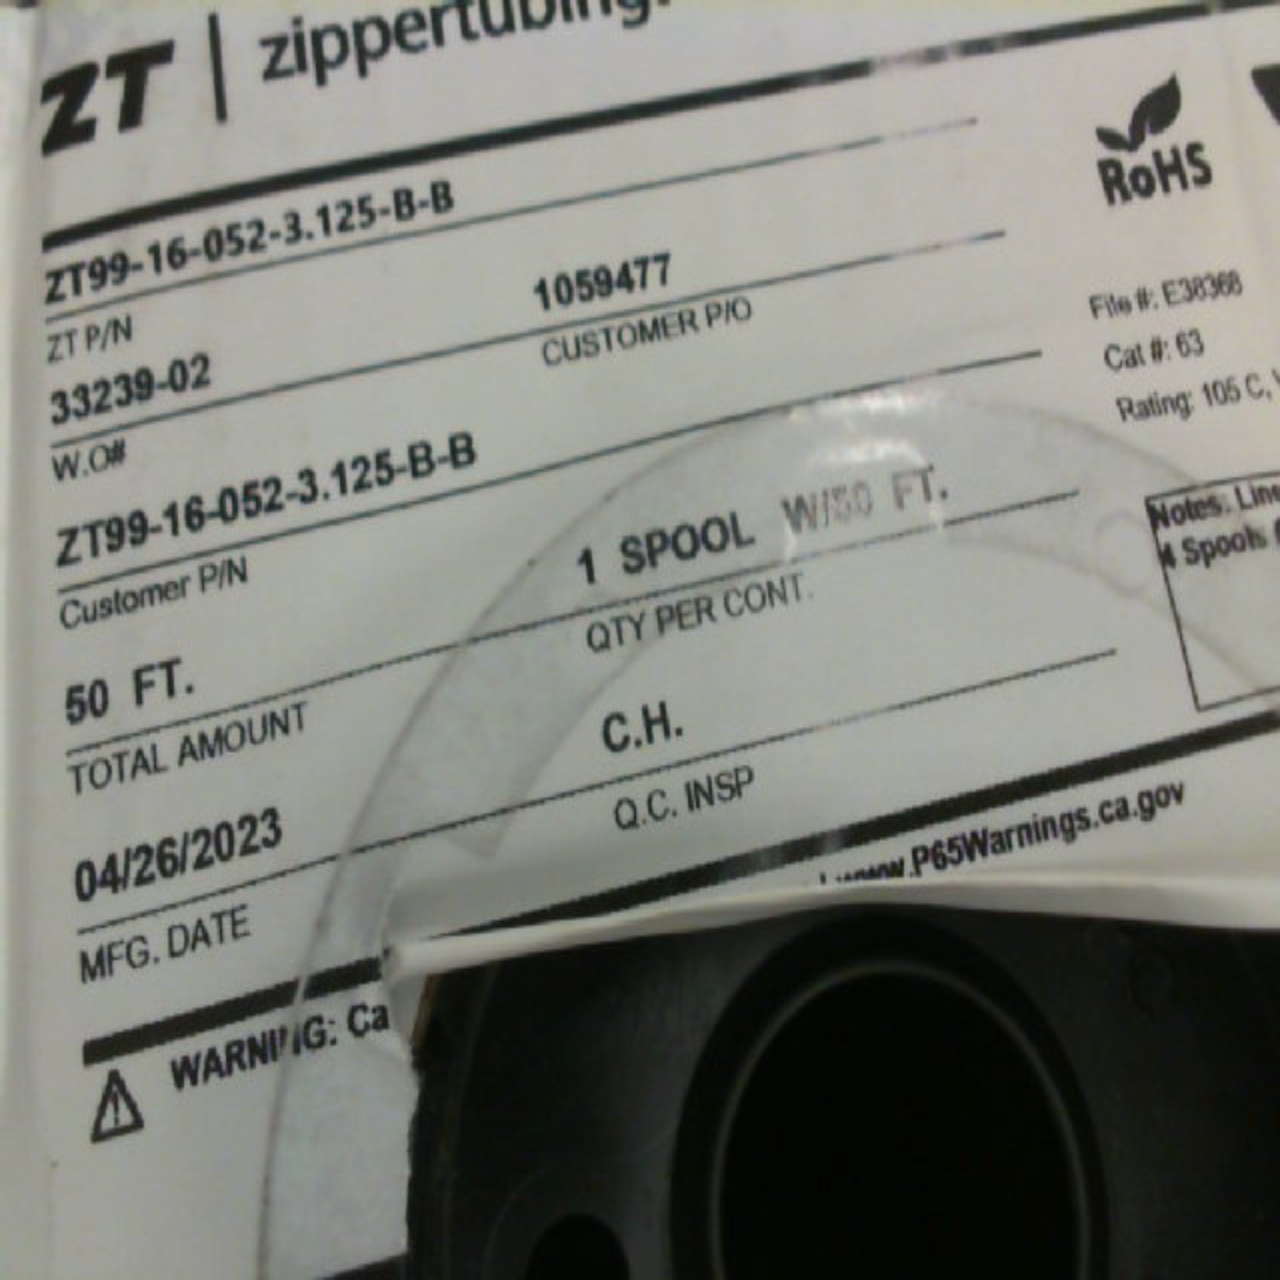 ZT | zippertubing.
ZT99-16-052-3.125-B-B
ZT P/N
RoHS
33239-02
1059477
W.O#
CUSTOMER P/O
File #: E38368
Cat #: 63
Rating: 105 C,
ZT99-16-052-3.125-B-B
Customer P/N
1 SPOOL W/50 FT.
QTY PER CONT.
Notes:
4 Spools
50 FT.
TOTAL AMOUNT
C.H.
Q.C. INSP
04/26/2023
MFG. DATE
WARNING: Ca
www.P65Warnings.ca.gov